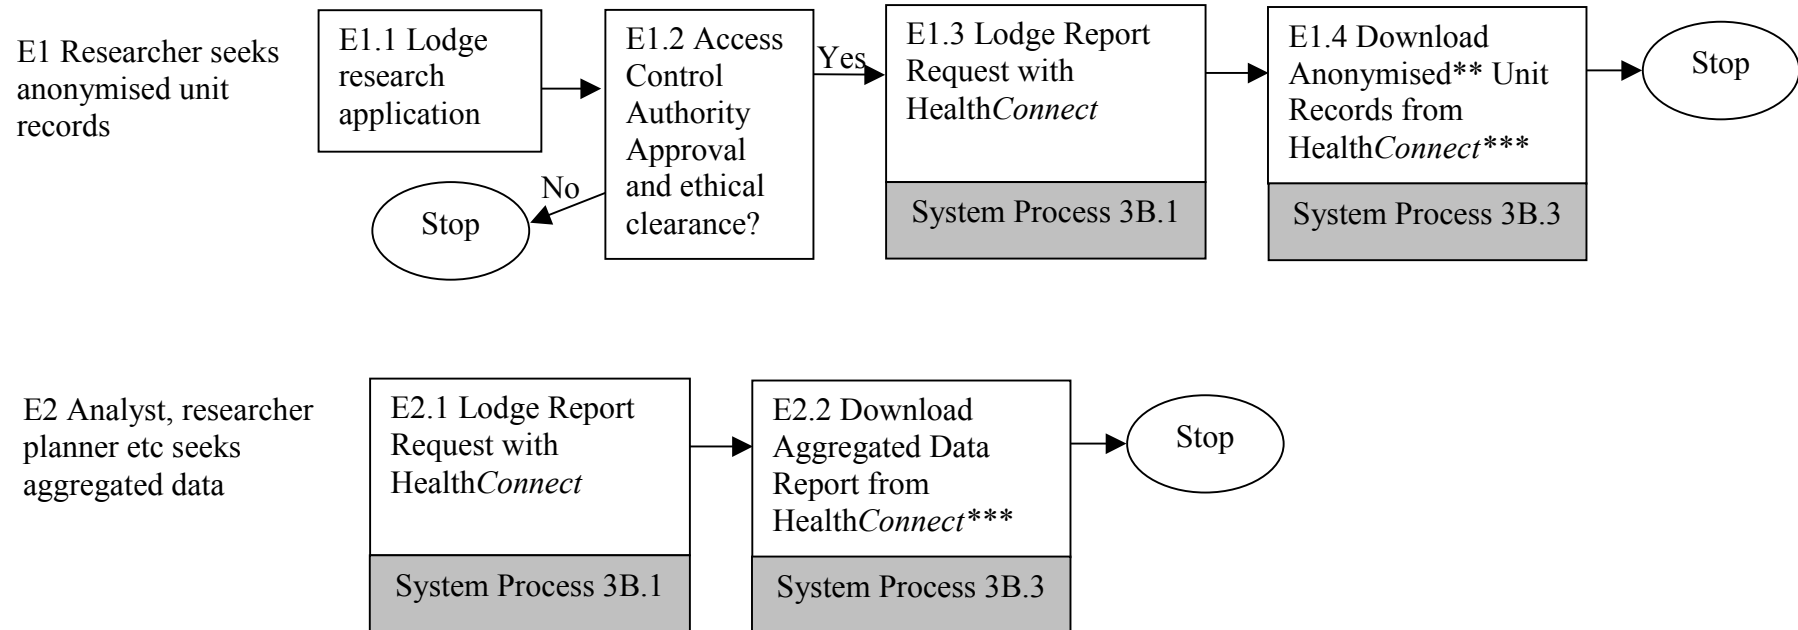 E1 Researcher seeks
anonymised unit
records
E1.1 Lodge
research
application
E1.2 Access
Control
Authority
Approval
and ethical
clearance?
Yes
No
Stop
E1.3 Lodge Report
Request with
HealthConnect
System Process 3B.1
E1.4 Download
Anonymised** Unit
Records from
HealthConnect***
System Process 3B.3
Stop
E2 Analyst, researcher
planner etc seeks
aggregated data
E2.1 Lodge Report
Request with
HealthConnect
System Process 3B.1
E2.2 Download
Aggregated Data
Report from
HealthConnect***
System Process 3B.3
Stop